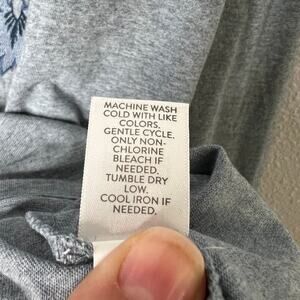 MACHINE WASH
COLD WITH LIKE
COLORS.
GENTLE CYCLE.
ONLY NON-
CHLORINE
BLEACH IF
NEEDED.
TUMBLE DRY
LOW.
COOL IRON IF
NEEDED.